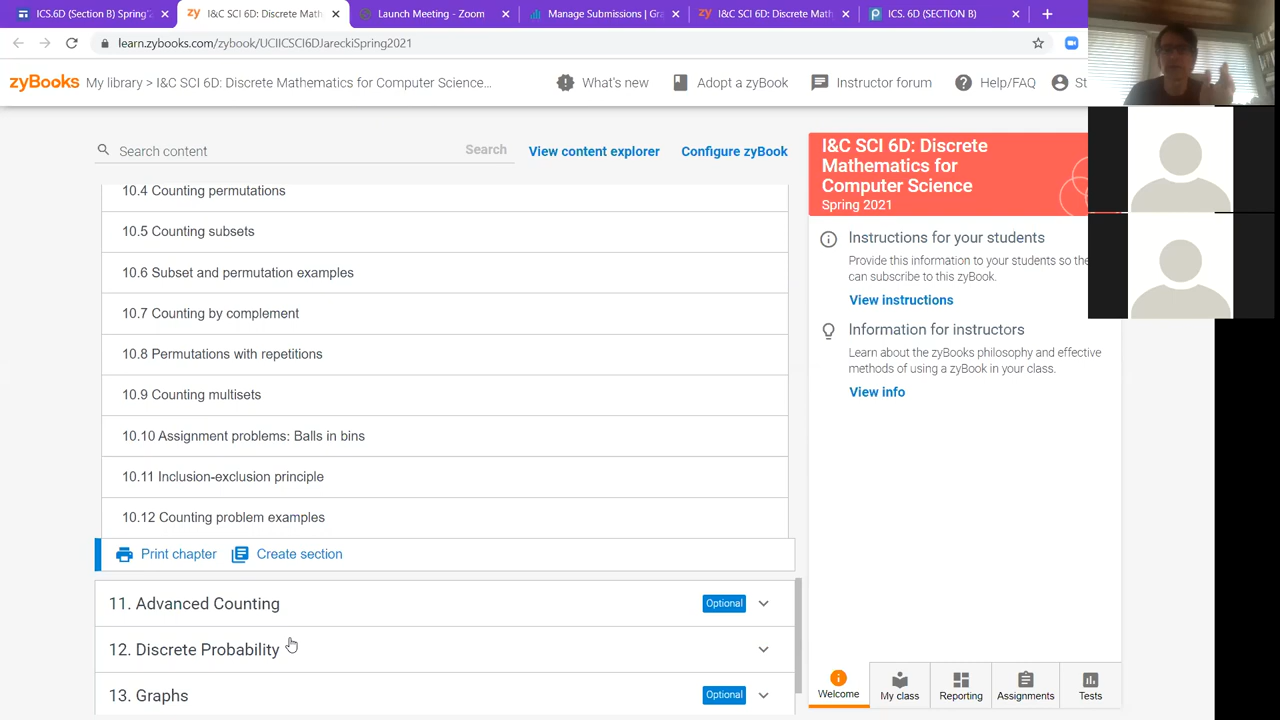 ICS.6D (Section B) Spring'2
I&C SCI 6D: Discrete Mathem
Launch Meeting - Zoom
Manage Submissions | Gra
I&C SCI 6D: Discrete Math
ICS. 6D (SECTION B)
learn.zybooks.com/zybook/UCIICSCI6DJareckiSpring2021
zyBooks My library > I&C SCI 6D: Discrete Mathematics for Computer Science...
What's new
Adopt a zyBook
Instructor forum
Help/FAQ
St
Search content
Search
View content explorer
Configure zyBook
10.4 Counting permutations
10.5 Counting subsets
10.6 Subset and permutation examples
10.7 Counting by complement
10.8 Permutations with repetitions
10.9 Counting multisets
10.10 Assignment problems: Balls in bins
10.11 Inclusion-exclusion principle
10.12 Counting problem examples
Print chapter
Create section
11. Advanced Counting
Optional
12. Discrete Probability
13. Graphs
Optional
I&C SCI 6D: Discrete
Mathematics for
Computer Science
Spring 2021
Instructions for your students
Provide this information to your students so the
can subscribe to this zyBook.
View instructions
Information for instructors
Learn about the zyBooks philosophy and effective
methods of using a zyBook in your class.
View info
Welcome
My class
Reporting
Assignments
Tests